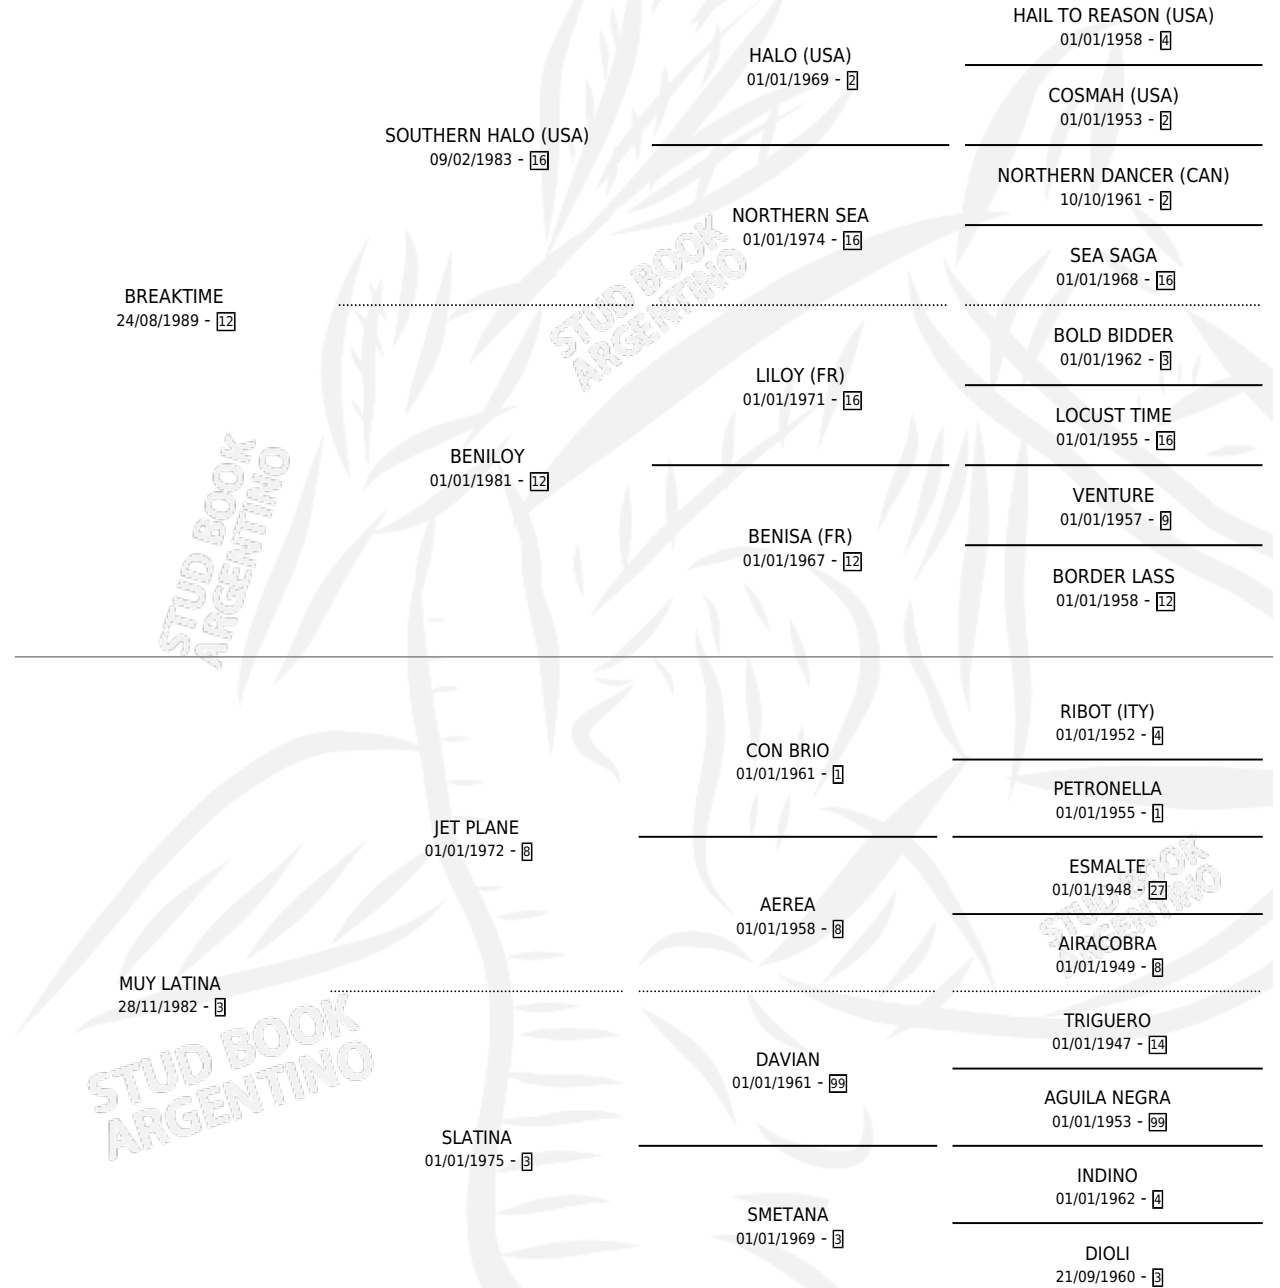 HAIL TO REASON (USA)
01/01/1958 - 4
HALO (USA)
01/01/1969 - 2
COSMAH (USA)
01/01/1953 - 2
SOUTHERN HALO (USA)
09/02/1983 - 16
NORTHERN DANCER (CAN)
10/10/1961 - 2
NORTHERN SEA
01/01/1974 - 16
SEA SAGA
01/01/1968 - 16
BREAKTIME
24/08/1989 - 12
STUD BOOK
ARGENTINO
BOLD BIDDER
01/01/1962 - 3
LILOY (FR)
01/01/1971 - 16
LOCUST TIME
01/01/1955 - 16
BENILOY
01/01/1981 - 12
VENTURE
01/01/1957 - 9
BENISA (FR)
01/01/1967 - 12
BORDER LASS
01/01/1958 - 12
STUD BOOK
ARGENTINO
RIBOT (ITY)
01/01/1952 - 4
CON BRIO
01/01/1961 - 1
PETRONELLA
01/01/1955 - 1
JET PLANE
01/01/1972 - 8
ESMALTE
01/01/1948 - 27
AEREA
01/01/1958 - 8
STUD BOOK
ARGENTINO
AIRACOBRA
01/01/1949 - 8
MUY LATINA
28/11/1982 - 3
TRIGUERO
01/01/1947 - 14
DAVIAN
01/01/1961 - 99
STUD BOOK
ARGENTINO
AGUILA NEGRA
01/01/1953 - 99
SLATINA
01/01/1975 - 3
INDINO
01/01/1962 - 4
SMETANA
01/01/1969 - 3
DIOLI
21/09/1960 - 3